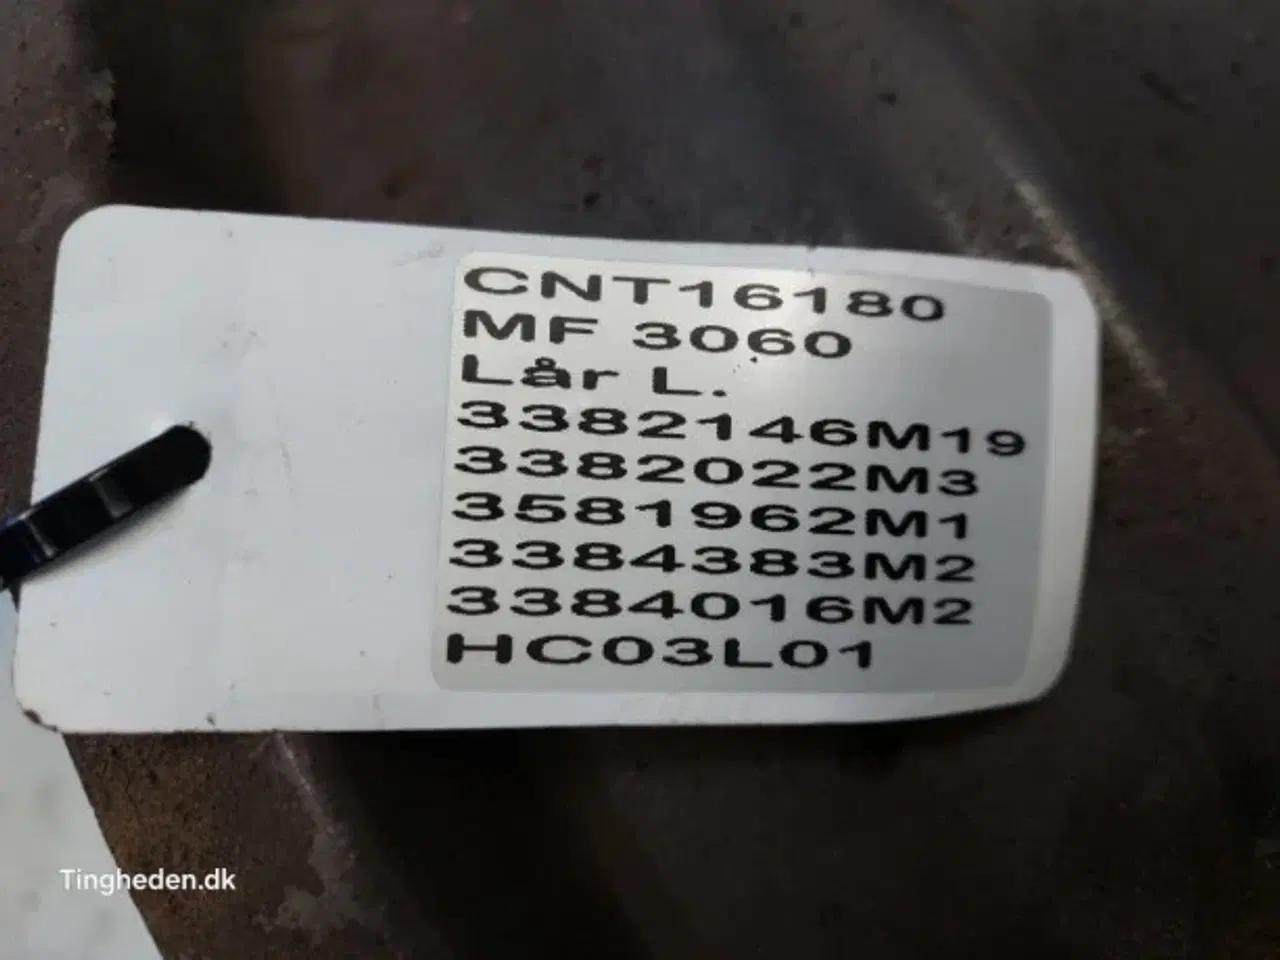 CNT16180
MF 3060
Lår L.
3382146M19
3382022M3
3581962M1
3384383M2
3384016M2
HC03L01
Tingheden.dk